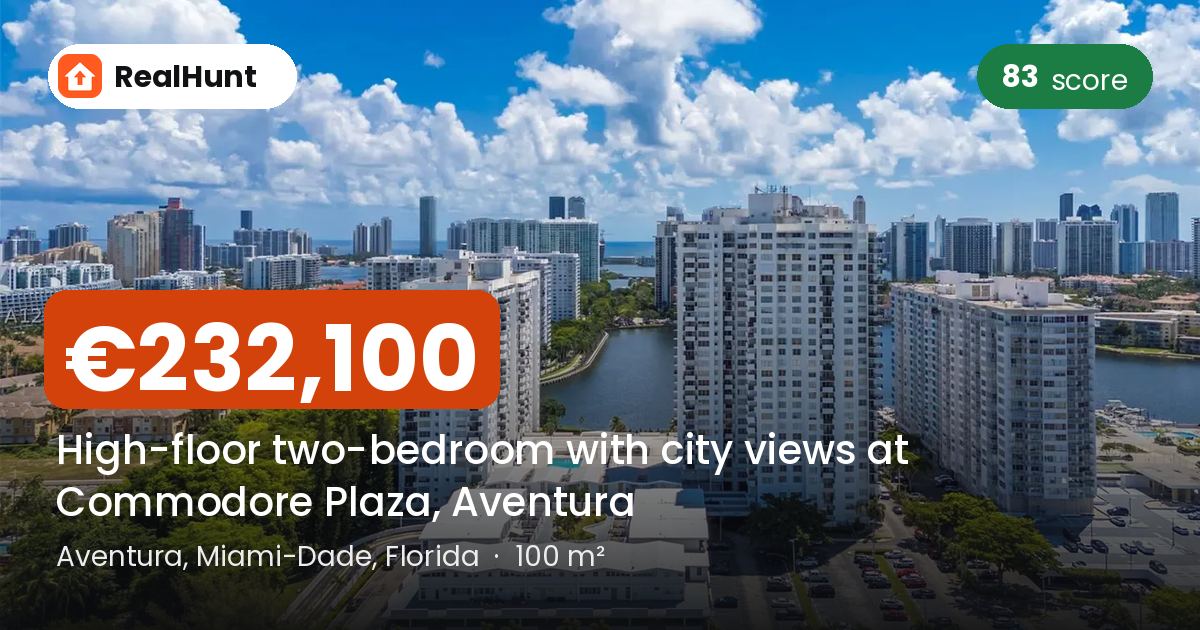 RealHunt
83 score
€232,100
High-floor two-bedroom with city views at
Commodore Plaza, Aventura
Aventura, Miami-Dade, Florida · 100 m²